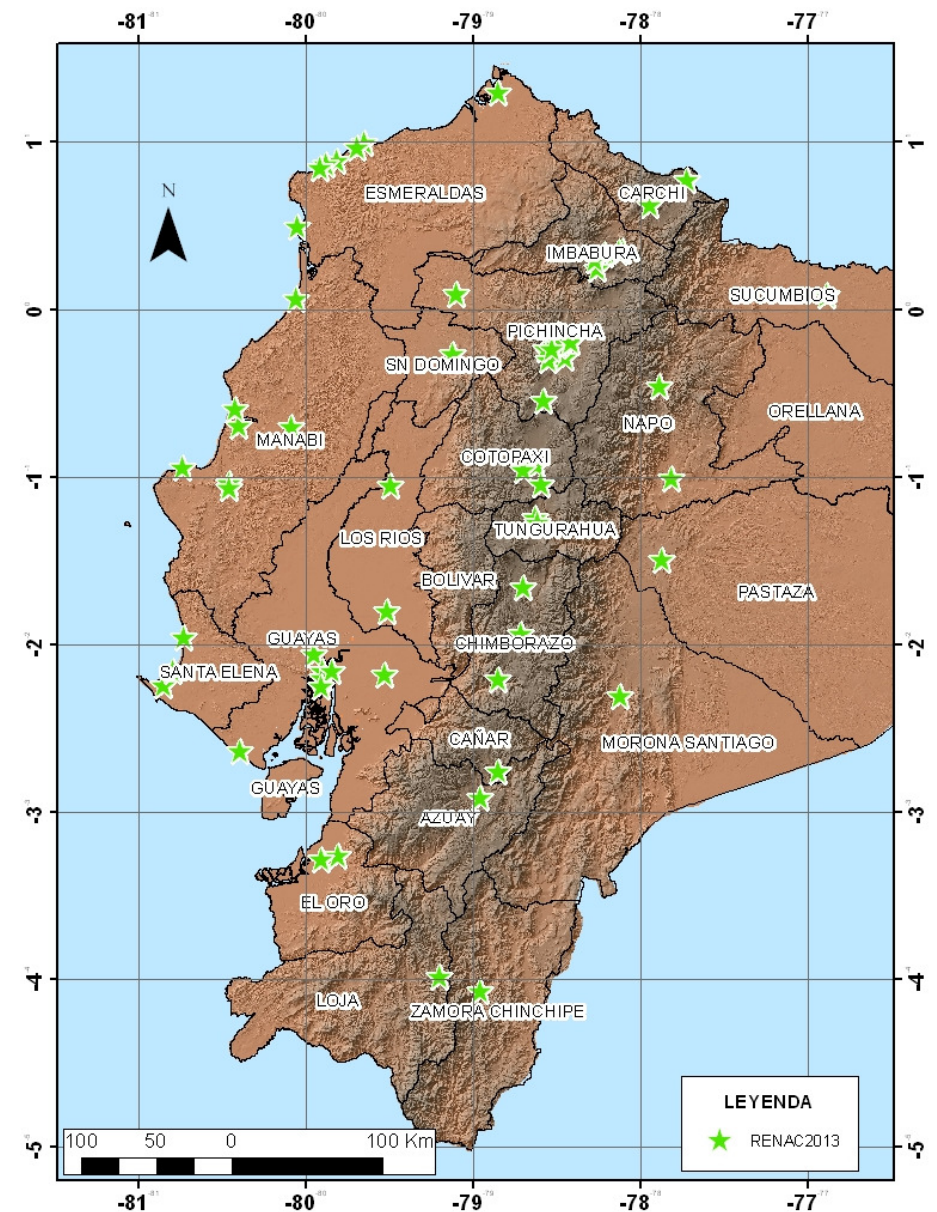 -81 -80 -79 -78 -77
N
1
ESMERALDAS
CARCHI
IMBABURA
SUCUMBIOS
0
PICHINCHA
SN DOMINGO
NAPO
ORELLANA
MANABI
COTOPAXI
-1
TUNGURAHUA
LOS RIOS
BOLIVAR
PASTAZA
GUAYAS
CHIMBORAZO
-2
SANTA ELENA
CAÑAR
MORONA SANTIAGO
GUAYAS
-3
AZUAY
EL ORO
-4
LOJA
ZAMORA CHINCHIPE
LEYENDA
RENAC2013
100 50 0 100 Km
-5
-81 -80 -79 -78 -77